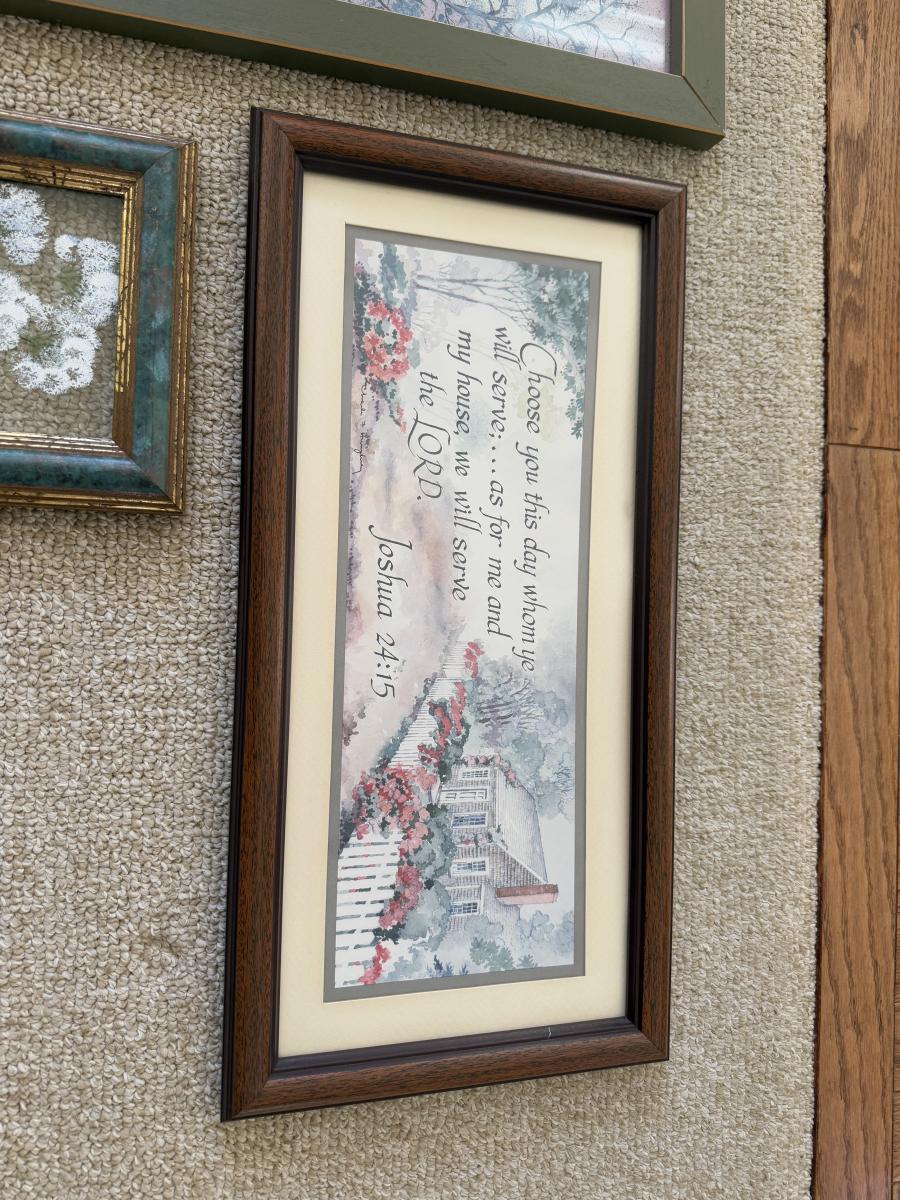 Choose you this day whom ye
will serve;...as for me and
my house, we will serve
the LORD.
Joshua 24:15